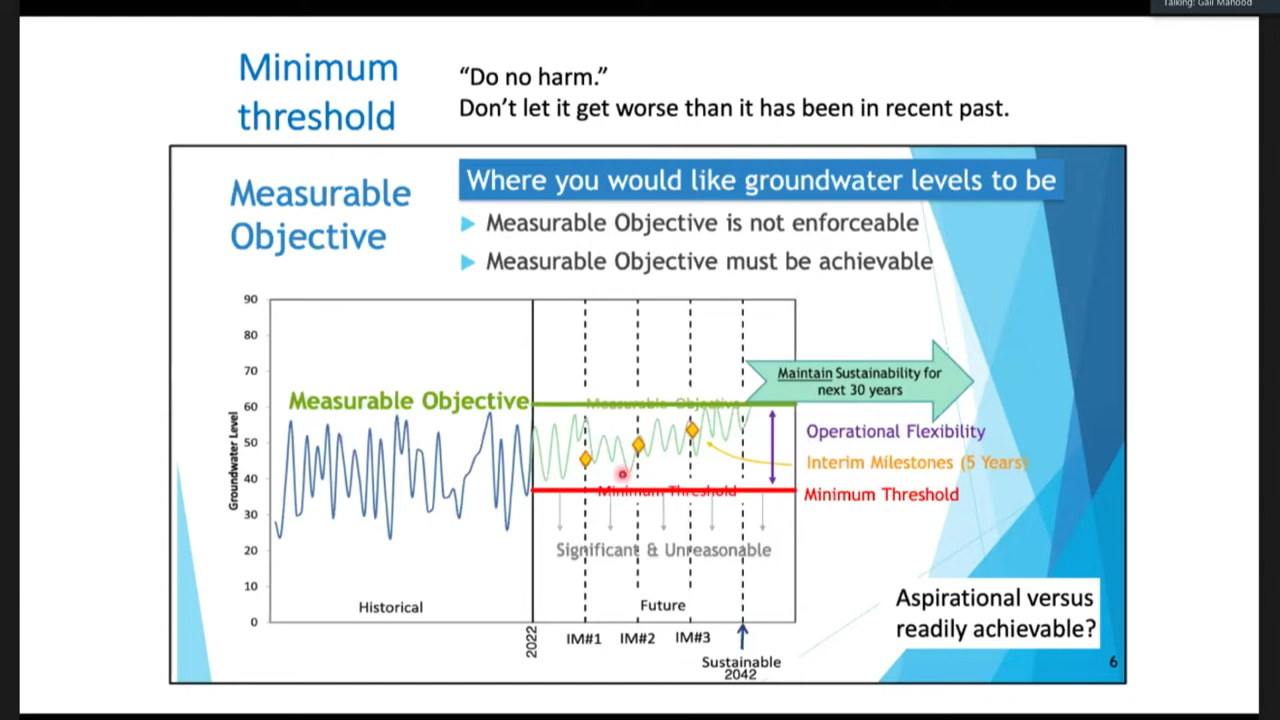 Talking: Gail Mahood
Minimum
threshold
“Do no harm.”
Don’t let it get worse than it has been in recent past.
Measurable
Objective
Where you would like groundwater levels to be
Measurable Objective is not enforceable
Measurable Objective must be achievable
90
80
70
60
50
40
30
20
10
0
Groundwater Level
Measurable Objective
Measurable Objective
Maintain Sustainability for
next 30 years
Operational Flexibility
Interim Milestones (5 Years)
Minimum Threshold
Minimum Threshold
Significant & Unreasonable
Historical
Future
2022
IM#1
IM#2
IM#3
Sustainable
2042
Aspirational versus
readily achievable?
6